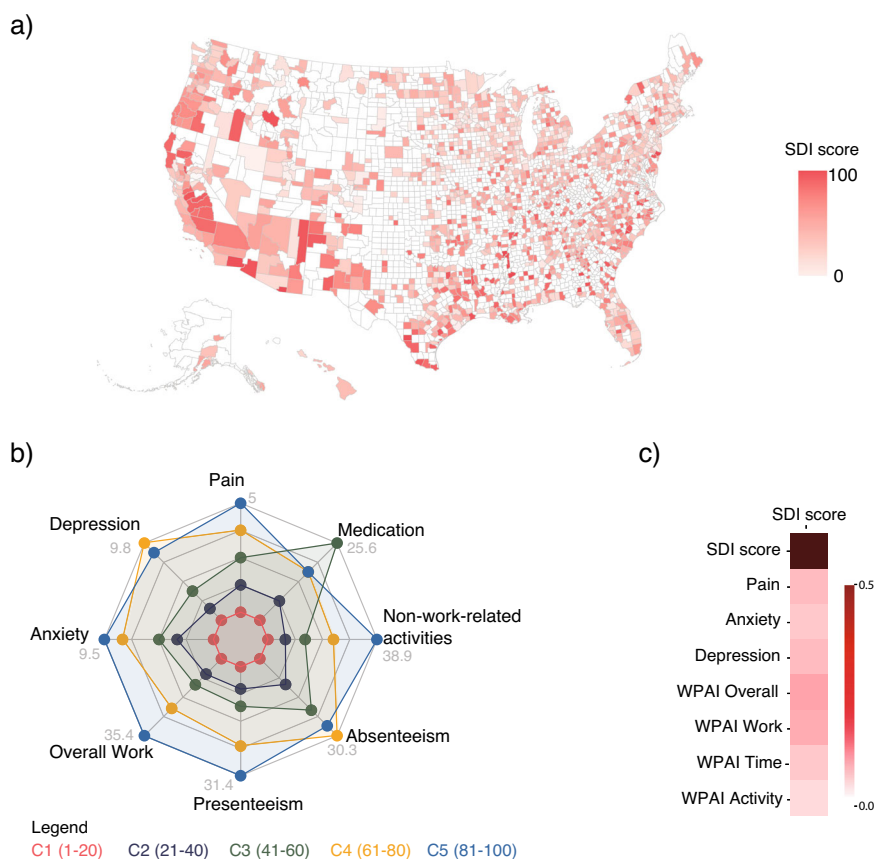 a)
SDI score
100
0
b)
Pain
5
Depression
9.8
Medication
25.6
Anxiety
9.5
Non-work-related
activities
38.9
35.4
Overall Work
Absenteeism
30.3
31.4
Presenteeism
Legend
C1 (1-20) C2 (21-40) C3 (41-60) C4 (61-80) C5 (81-100)
c)
SDI score
SDI score
Pain
Anxiety
Depression
WPAI Overall
WPAI Work
WPAI Time
WPAI Activity
0.5
0.0